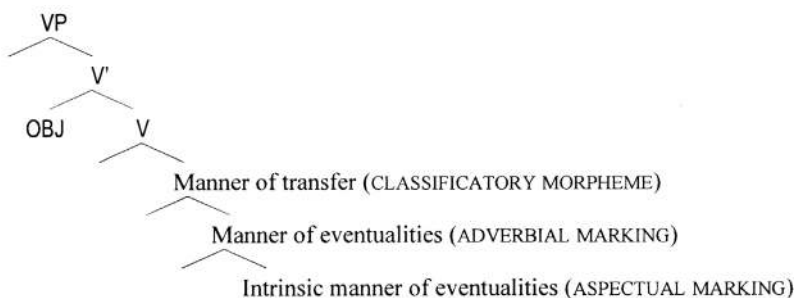 VP
V'
OBJ V
Manner of transfer (CLASSIFICATORY MORPHEME)
Manner of eventualities (ADVERBIAL MARKING)
Intrinsic manner of eventualities (ASPECTUAL MARKING)